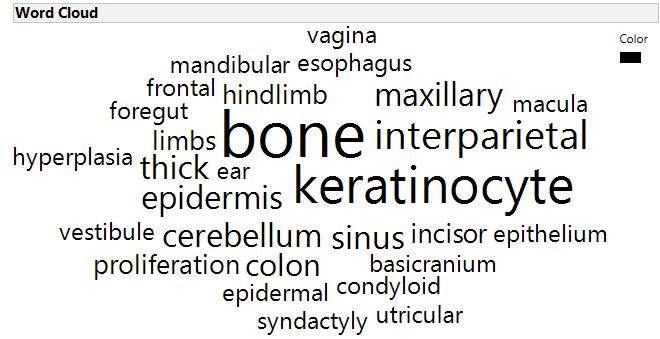 Word Cloud
Color
vagina
mandibular esophagus
frontal hindlimb maxillary macula
foregut
limbs bone interparietal
hyperplasia thick ear
epidermis keratinocyte
vestibule cerebellum sinus incisor epithelium
proliferation colon basicranium
epidermal condyloid
syndactyly utricular